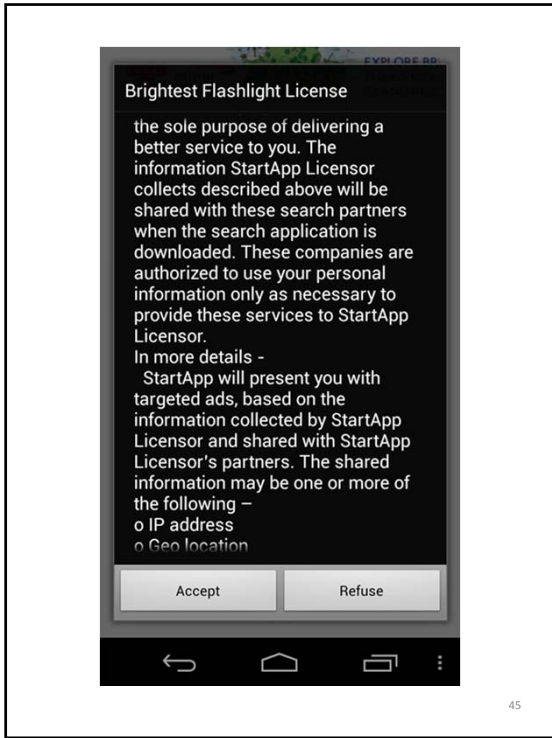 EXPLORE BRI
Brightest Flashlight License
the sole purpose of delivering a
better service to you. The
information StartApp Licensor
collects described above will be
shared with these search partners
when the search application is
downloaded. These companies are
authorized to use your personal
information only as necessary to
provide these services to StartApp
Licensor.
In more details -
StartApp will present you with
targeted ads, based on the
information collected by StartApp
Licensor and shared with StartApp
Licensor's partners. The shared
information may be one or more of
the following –
o IP address
o Geo location
Accept Refuse
45